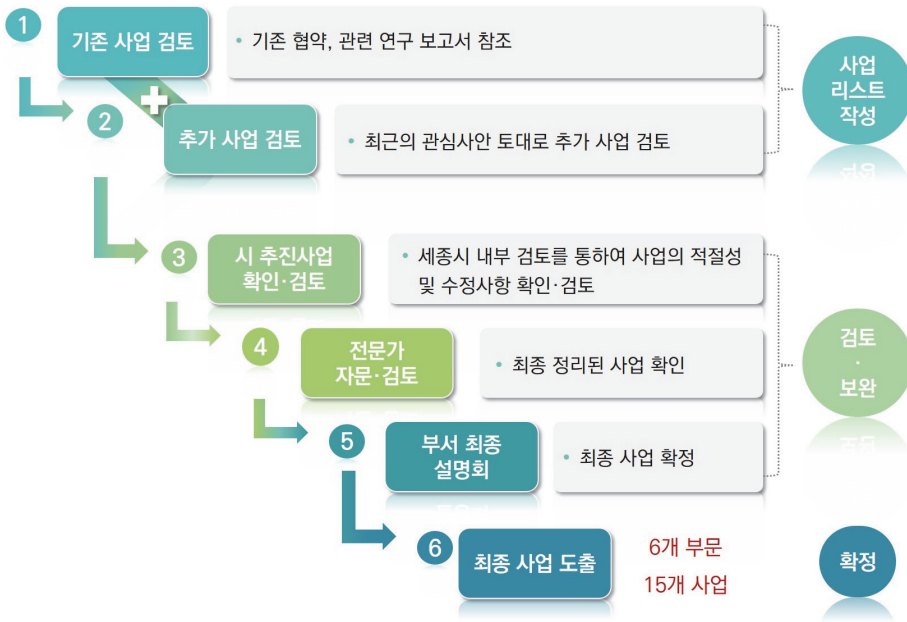 1
기존 사업 검토
• 기존 협약, 관련 연구 보고서 참조
사업
리스트
작성
2
추가 사업 검토
• 최근의 관심사안 토대로 추가 사업 검토
3
시 추진사업
확인·검토
• 세종시 내부 검토를 통하여 사업의 적절성
및 수정사항 확인·검토
4
전문가
자문·검토
• 최종 정리된 사업 확인
검토
·
보완
5
부서 최종
설명회
• 최종 사업 확정
6
최종 사업 도출
6개 부문
15개 사업
확정